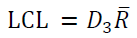 LCL = D₃R̄